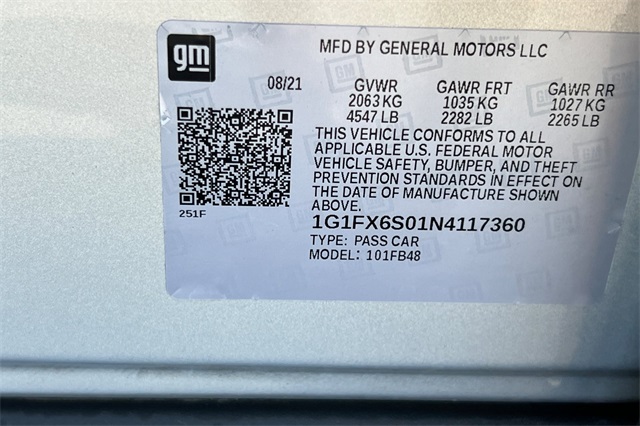 gm
MFD BY GENERAL MOTORS LLC
08/21 GVWR GAWR FRT GAWR RR
2063 KG 1035 KG 1027 KG
4547 LB 2282 LB 2265 LB
THIS VEHICLE CONFORMS TO ALL
APPLICABLE U.S. FEDERAL MOTOR
VEHICLE SAFETY, BUMPER, AND THEFT
PREVENTION STANDARDS IN EFFECT ON
THE DATE OF MANUFACTURE SHOWN
ABOVE.
251F
1G1FX6S01N4117360
TYPE: PASS CAR
MODEL: 101FB48